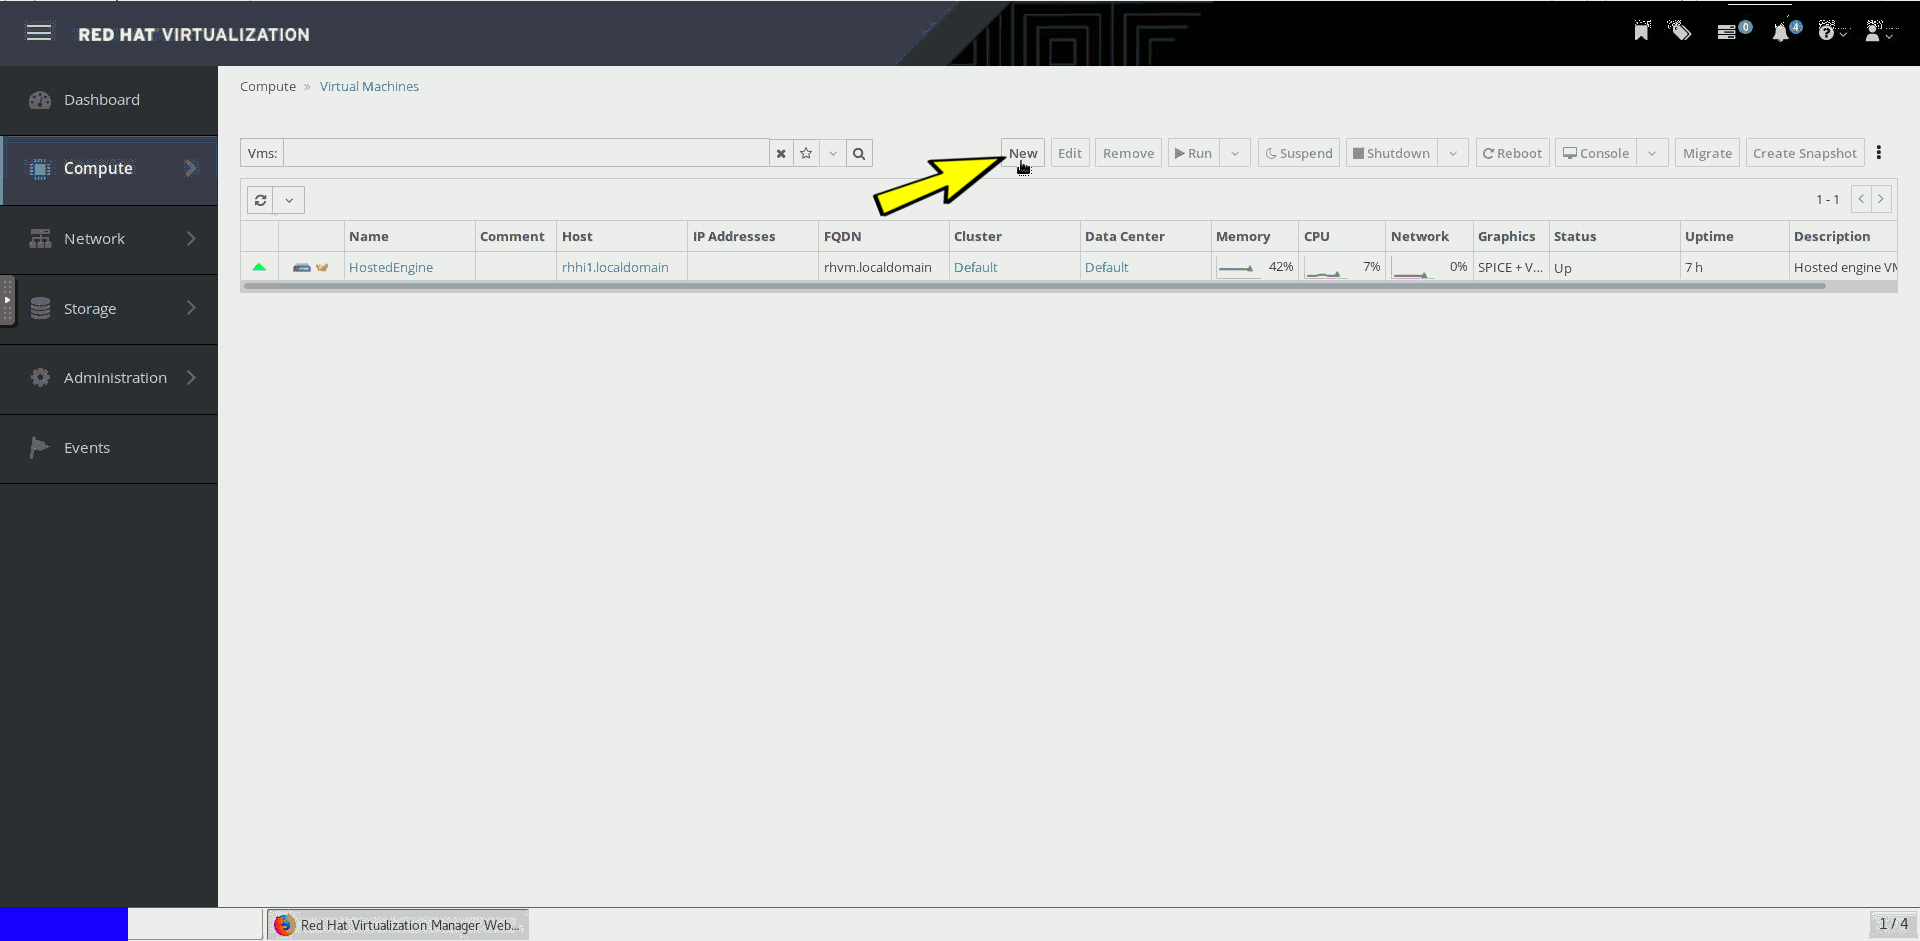 RED HAT VIRTUALIZATION
0
4
Dashboard
Compute
Network
Storage
Administration
Events
Compute » Virtual Machines
Vms:
New Edit Remove Run Suspend Shutdown Reboot Console Migrate Create Snapshot
1 - 1
Name Comment Host IP Addresses FQDN Cluster Data Center Memory CPU Network Graphics Status Uptime Description
HostedEngine rhhi1.localdomain rhvm.localdomain Default Default 42% 7% 0% SPICE + V... Up 7 h Hosted engine VM
Red Hat Virtualization Manager Web...
1 / 4